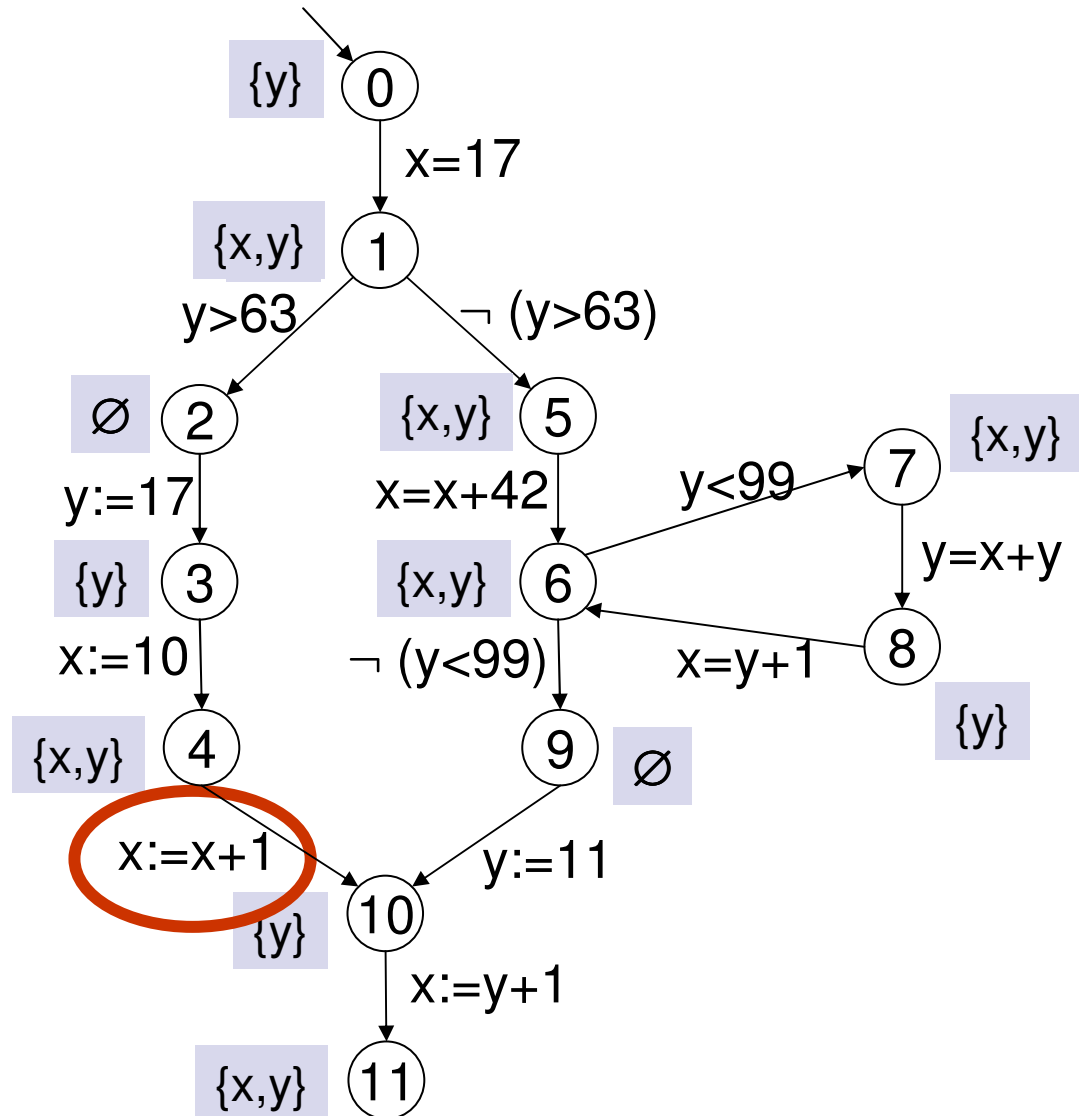 {y}
0
x=17
{x,y}
1
y>63
¬ (y>63)
∅
2
{x,y}
5
7
{x,y}
y:=17
x=x+42
y<99
{y}
3
{x,y}
6
y=x+y
x:=10
¬ (y<99)
x=y+1
8
{y}
{x,y}
4
9
∅
x:=x+1
y:=11
{y}
10
x:=y+1
{x,y}
11